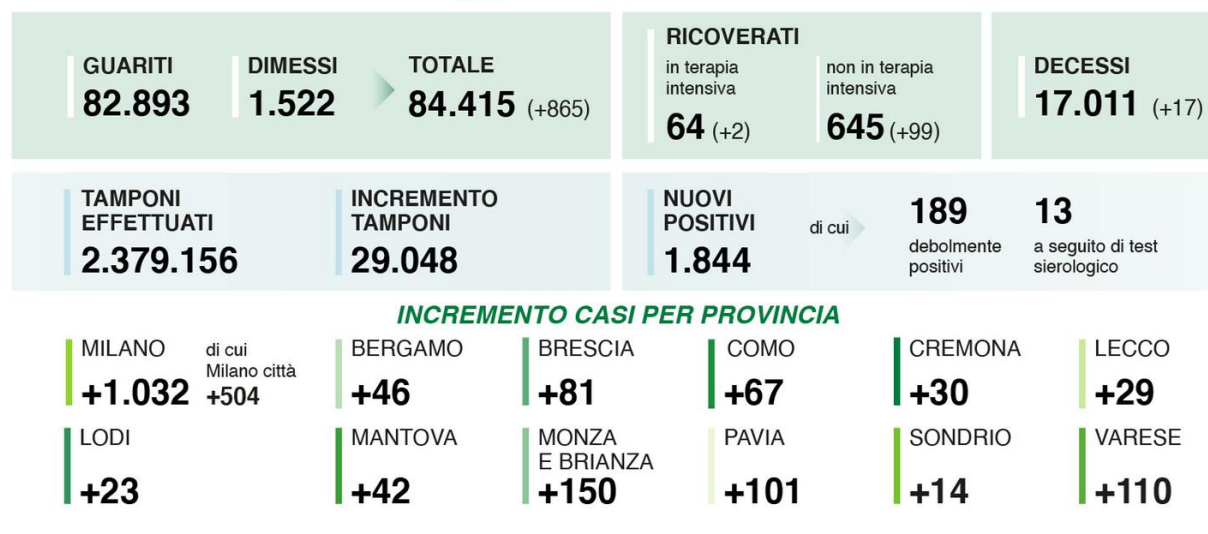 GUARITI
82.893
DIMESSI
1.522
TOTALE
84.415 (+865)
RICOVERATI
in terapia
intensiva
64 (+2)
non in terapia
intensiva
645 (+99)
DECESSI
17.011 (+17)
TAMPONI
EFFETTUATI
2.379.156
INCREMENTO
TAMPONI
29.048
NUOVI
POSITIVI
1.844
di cui
189
debolmente
positivi
13
a seguito di test
sierologico
INCREMENTO CASI PER PROVINCIA
MILANO
+1.032
di cui
Milano città
+504
BERGAMO
+46
BRESCIA
+81
COMO
+67
CREMONA
+30
LECCO
+29
LODI
+23
MANTOVA
+42
MONZA
E BRIANZA
+150
PAVIA
+101
SONDRIO
+14
VARESE
+110